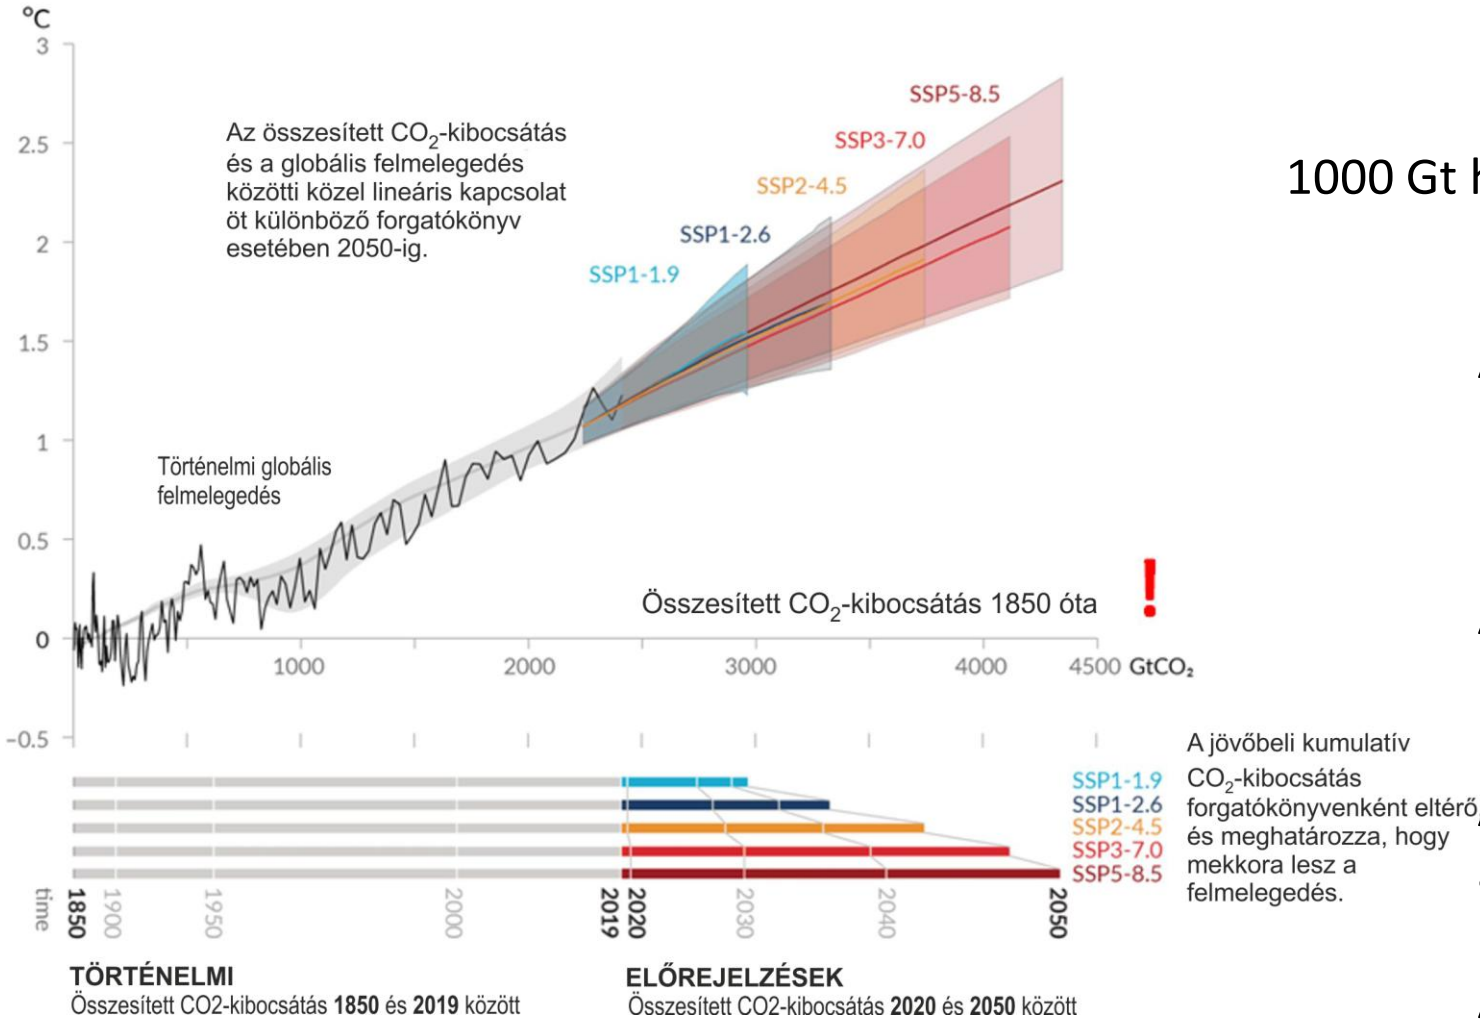 °C
3
2.5
2
1.5
1
0.5
0
−0.5
Az összesített CO₂-kibocsátás
és a globális felmelegedés
közötti közel lineáris kapcsolat
öt különböző forgatókönyv
esetében 2050-ig.
SSP5-8.5
SSP3-7.0
SSP2-4.5
SSP1-2.6
SSP1-1.9
1000 Gt
Történelmi globális
felmelegedés
Összesített CO₂-kibocsátás 1850 óta
!
1000 2000 3000 4000 4500 GtCO₂
SSP1-1.9
SSP1-2.6
SSP2-4.5
SSP3-7.0
SSP5-8.5
A jövőbeli kumulatív
CO₂-kibocsátás
forgatókönyvenként eltérő,
és meghatározza, hogy
mekkora lesz a
felmelegedés.
time 1850 1900 1950 2000 2019 2020 2030 2040 2050
TÖRTÉNELMI
Összesített CO2-kibocsátás 1850 és 2019 között
ELŐREJELZÉSEK
Összesített CO2-kibocsátás 2020 és 2050 között